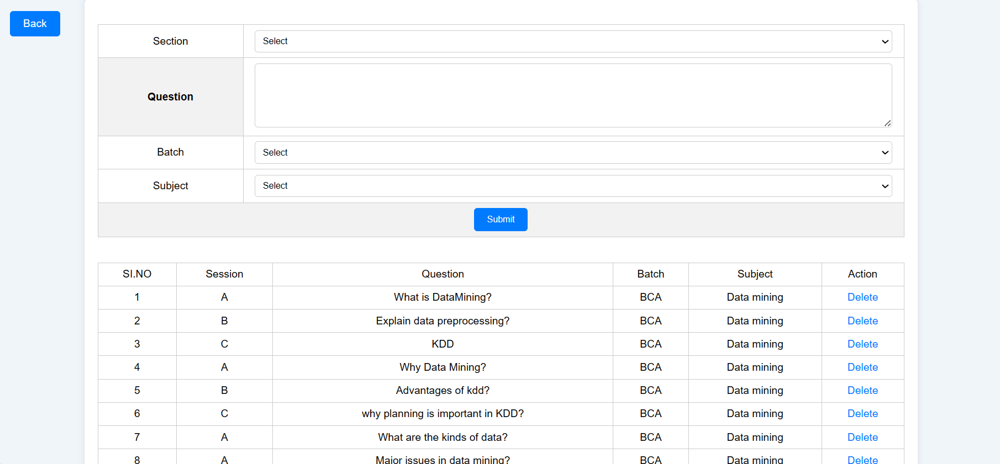 Back
Section Select
Question
Batch Select
Subject Select
Submit
SI.NO Session Question Batch Subject Action
1 A What is DataMining? BCA Data mining Delete
2 B Explain data preprocessing? BCA Data mining Delete
3 C KDD BCA Data mining Delete
4 A Why Data Mining? BCA Data mining Delete
5 B Advantages of kdd? BCA Data mining Delete
6 C why planning is important in KDD? BCA Data mining Delete
7 A What are the kinds of data? BCA Data mining Delete
8 A Major issues in data mining? BCA Data mining Delete